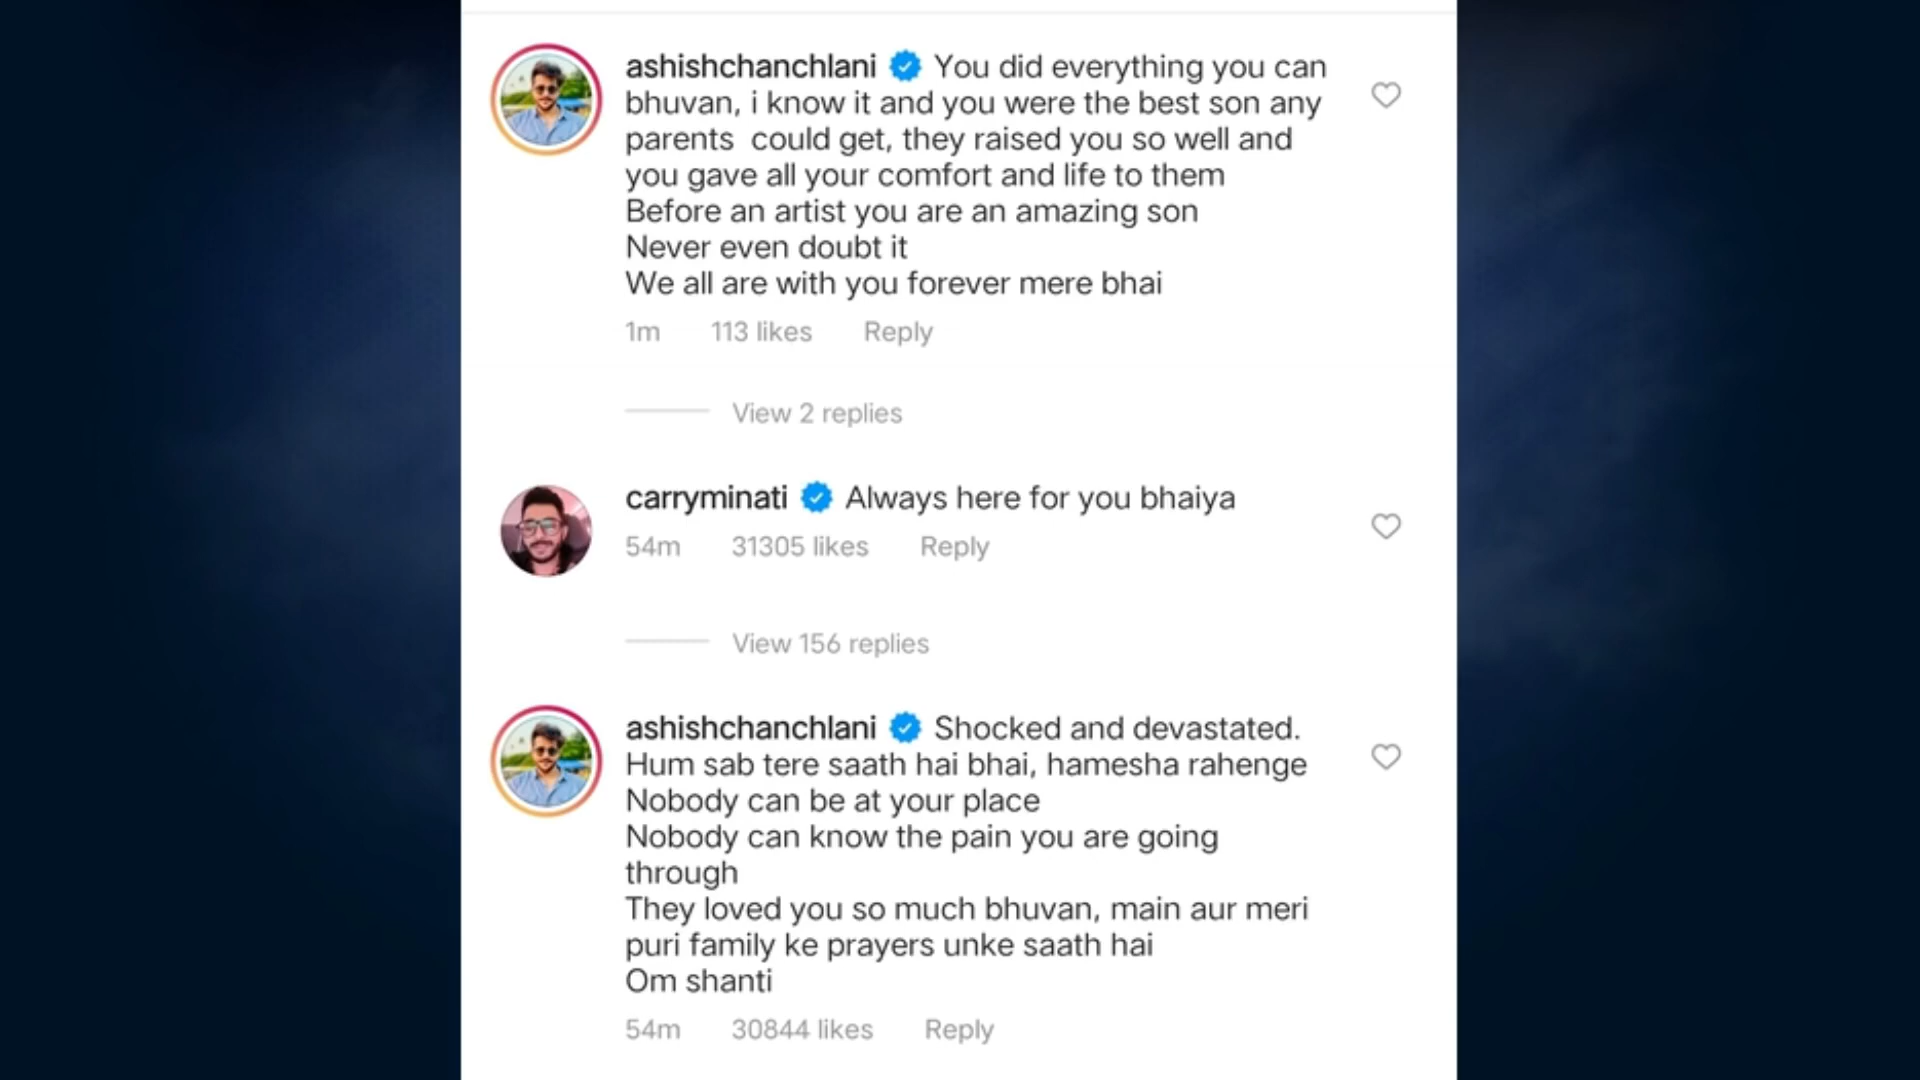 ashishchanchlani You did everything you can
bhuvan, i know it and you were the best son any
parents could get, they raised you so well and
you gave all your comfort and life to them
Before an artist you are an amazing son
Never even doubt it
We all are with you forever mere bhai
1m 113 likes Reply
View 2 replies
carryminati Always here for you bhaiya
54m 31305 likes Reply
View 156 replies
ashishchanchlani Shocked and devastated.
Hum sab tere saath hai bhai, hamesha rahenge
Nobody can be at your place
Nobody can know the pain you are going
through
They loved you so much bhuvan, main aur meri
puri family ke prayers unke saath hai
Om shanti
54m 30844 likes Reply